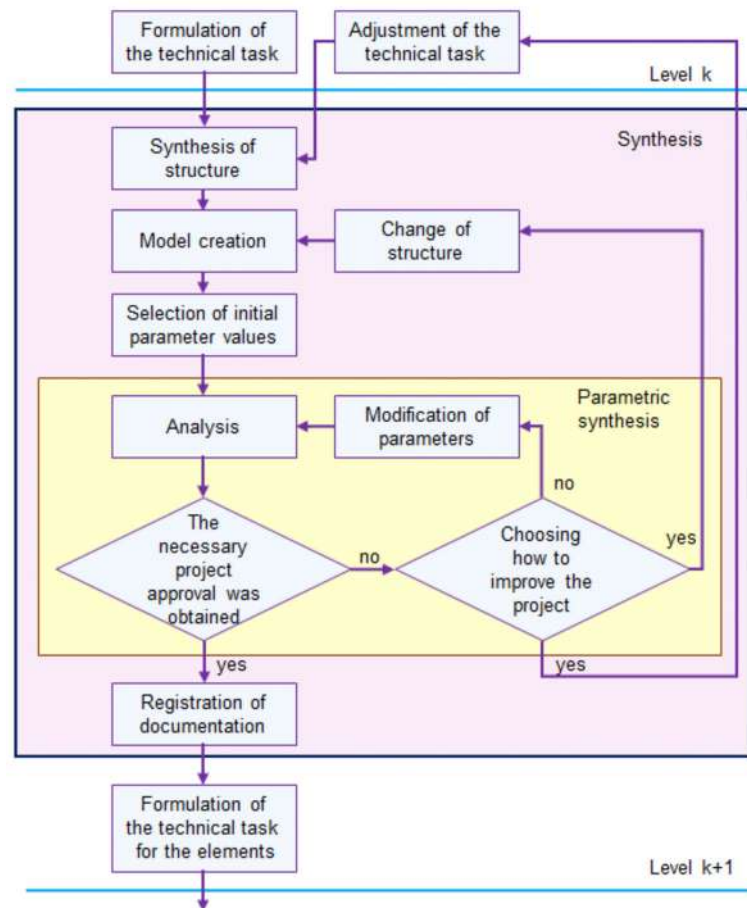 Formulation of
the technical task
Adjustment of the
technical task
Level k
Synthesis
Synthesis of
structure
Model creation
Change of
structure
Selection of initial
parameter values
Parametric
synthesis
Analysis
Modification of
parameters
no
The
necessary
project
approval was
obtained
no
Choosing
how to
improve the
project
yes
yes
yes
Registration of
documentation
Formulation of
the technical task
for the elements
Level k+1